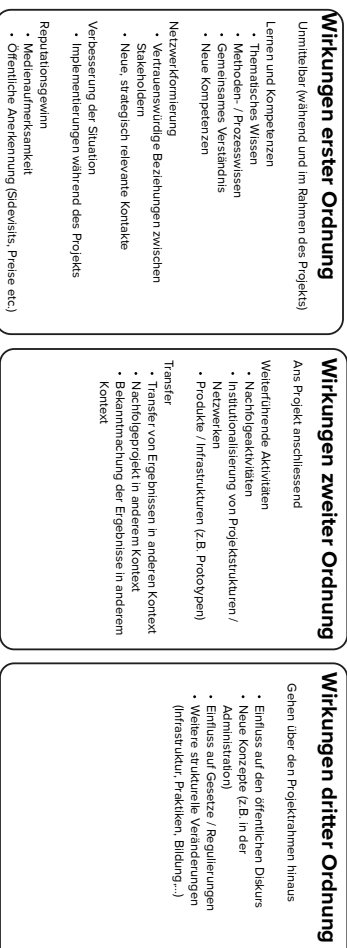 Wirkungen erster Ordnung
Unmittelbar (während und im Rahmen des Projekts)
Lernen und Kompetenzen
• Thematisches Wissen
• Methoden- / Prozesswissen
• Gemeinsames Verständnis
• Neue Kompetenzen
Netzwerkformierung
• Vertrauenswürdige Beziehungen zwischen
Stakeholdern
• Neue, strategisch relevante Kontakte
Verbesserung der Situation
• Implementierungen während des Projekts
Reputationsgewinn
• Medienaufmerksamkeit
• Öffentliche Anerkennung (Sidevisits, Preise etc.)
Wirkungen zweiter Ordnung
Ans Projekt anschliessend
Weiterführende Aktivitäten
• Nachfolgeaktivitäten
• Institutionalisierung von Projektstrukturen /
Netzwerken
• Produkte / Infrastrukturen (z.B. Prototypen)
Transfer
• Transfer von Ergebnissen in anderen Kontext
• Nachfolgeprojekt in anderem Kontext
• Bekanntmachung der Ergebnisse in anderem
Kontext
Wirkungen dritter Ordnung
Gehen über den Projektrahmen hinaus
• Einfluss auf den öffentlichen Diskurs
• Neue Konzepte (z.B. in der
Administration)
• Einfluss auf Gesetze / Regulierungen
• Weitere strukturelle Veränderungen
(Infrastruktur, Praktiken, Bildung,...)